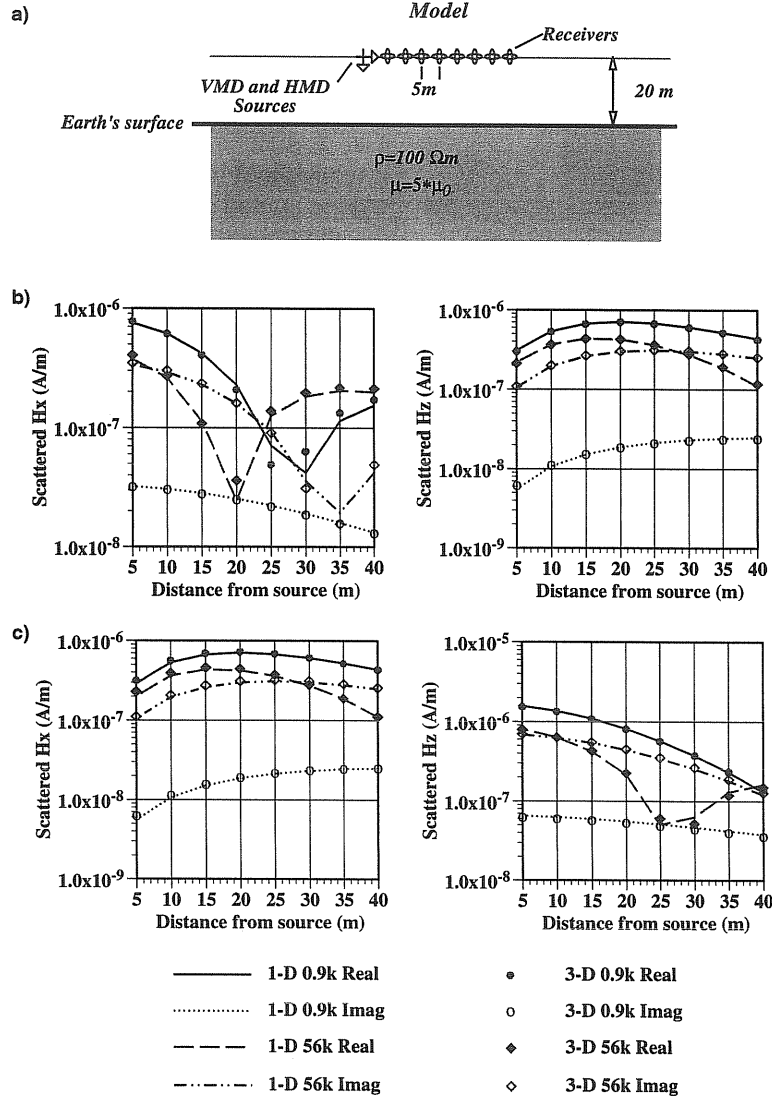 a)
Model
Receivers
VMD and HMD
Sources
5m
20 m
Earth's surface
ρ=100 Ωm
μ=5*μ0
b)
Scattered Hx (A/m)
1.0x10-6
1.0x10-7
1.0x10-8
5 10 15 20 25 30 35 40
Distance from source (m)
Scattered Hz (A/m)
1.0x10-6
1.0x10-7
1.0x10-8
1.0x10-9
5 10 15 20 25 30 35 40
Distance from source (m)
c)
Scattered Hx (A/m)
1.0x10-6
1.0x10-7
1.0x10-8
1.0x10-9
5 10 15 20 25 30 35 40
Distance from source (m)
Scattered Hz (A/m)
1.0x10-5
1.0x10-6
1.0x10-7
1.0x10-8
5 10 15 20 25 30 35 40
Distance from source (m)
1-D 0.9k Real
3-D 0.9k Real
1-D 0.9k Imag
3-D 0.9k Imag
1-D 56k Real
3-D 56k Real
1-D 56k Imag
3-D 56k Imag